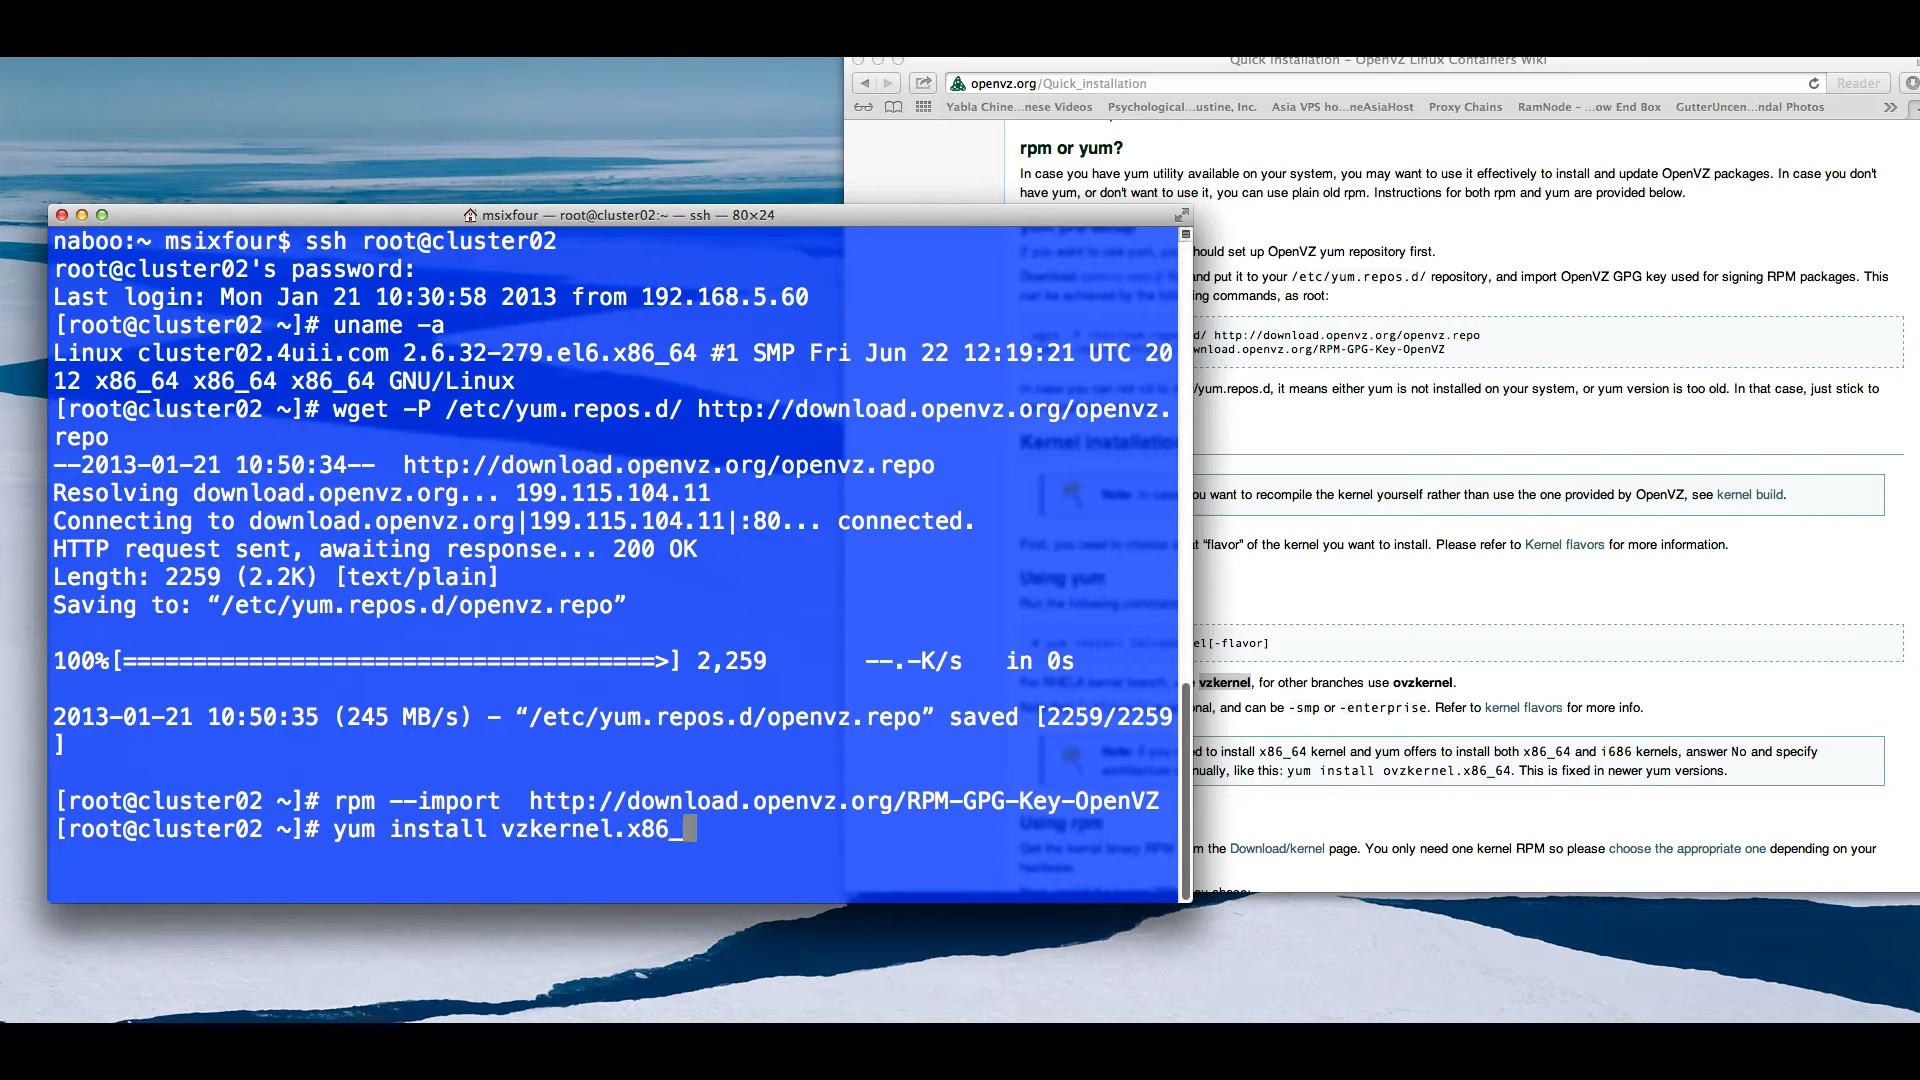 Quick Installation – OpenVZ Linux Containers Wiki
openvz.org/Quick_installation
Reader
Yabla Chine...nese Videos
Psychological...ustine, Inc.
Asia VPS ho...neAsiaHost
Proxy Chains
RamNode – ...ow End Box
GutterUncen...ndal Photos
rpm or yum?
In case you have yum utility available on your system, you may want to use it effectively to install and update OpenVZ packages. In case you don't
have yum, or don't want to use it, you can use plain old rpm. Instructions for both rpm and yum are provided below.
msixfour — root@cluster02:~ — ssh — 80×24
naboo:~ msixfour$ ssh root@cluster02
root@cluster02's password:
Last login: Mon Jan 21 10:30:58 2013 from 192.168.5.60
[root@cluster02 ~]# uname -a
Linux cluster02.4uii.com 2.6.32-279.el6.x86_64 #1 SMP Fri Jun 22 12:19:21 UTC 20
12 x86_64 x86_64 x86_64 GNU/Linux
[root@cluster02 ~]# wget -P /etc/yum.repos.d/ http://download.openvz.org/openvz.
repo
--2013-01-21 10:50:34--  http://download.openvz.org/openvz.repo
Resolving download.openvz.org... 199.115.104.11
Connecting to download.openvz.org|199.115.104.11|:80... connected.
HTTP request sent, awaiting response... 200 OK
Length: 2259 (2.2K) [text/plain]
Saving to: “/etc/yum.repos.d/openvz.repo”
100%[======================================>] 2,259       --.-K/s   in 0s
2013-01-21 10:50:35 (245 MB/s) - “/etc/yum.repos.d/openvz.repo” saved [2259/2259
]
[root@cluster02 ~]# rpm --import  http://download.openvz.org/RPM-GPG-Key-OpenVZ
[root@cluster02 ~]# yum install vzkernel.x86_
hould set up OpenVZ yum repository first.
and put it to your /etc/yum.repos.d/ repository, and import OpenVZ GPG key used for signing RPM packages. This
ing commands, as root:
d/ http://download.openvz.org/openvz.repo
wnload.openvz.org/RPM-GPG-Key-OpenVZ
/yum.repos.d, it means either yum is not installed on your system, or yum version is too old. In that case, just stick to
Kernel installation
ou want to recompile the kernel yourself rather than use the one provided by OpenVZ, see kernel build.
at “flavor” of the kernel you want to install. Please refer to Kernel flavors for more information.
Using yum
el[-flavor]
vzkernel, for other branches use ovzkernel.
nal, and can be -smp or -enterprise. Refer to kernel flavors for more info.
ed to install x86_64 kernel and yum offers to install both x86_64 and i686 kernels, answer No and specify
nually, like this: yum install ovzkernel.x86_64. This is fixed in newer yum versions.
Using rpm
m the Download/kernel page. You only need one kernel RPM so please choose the appropriate one depending on your
hardware.